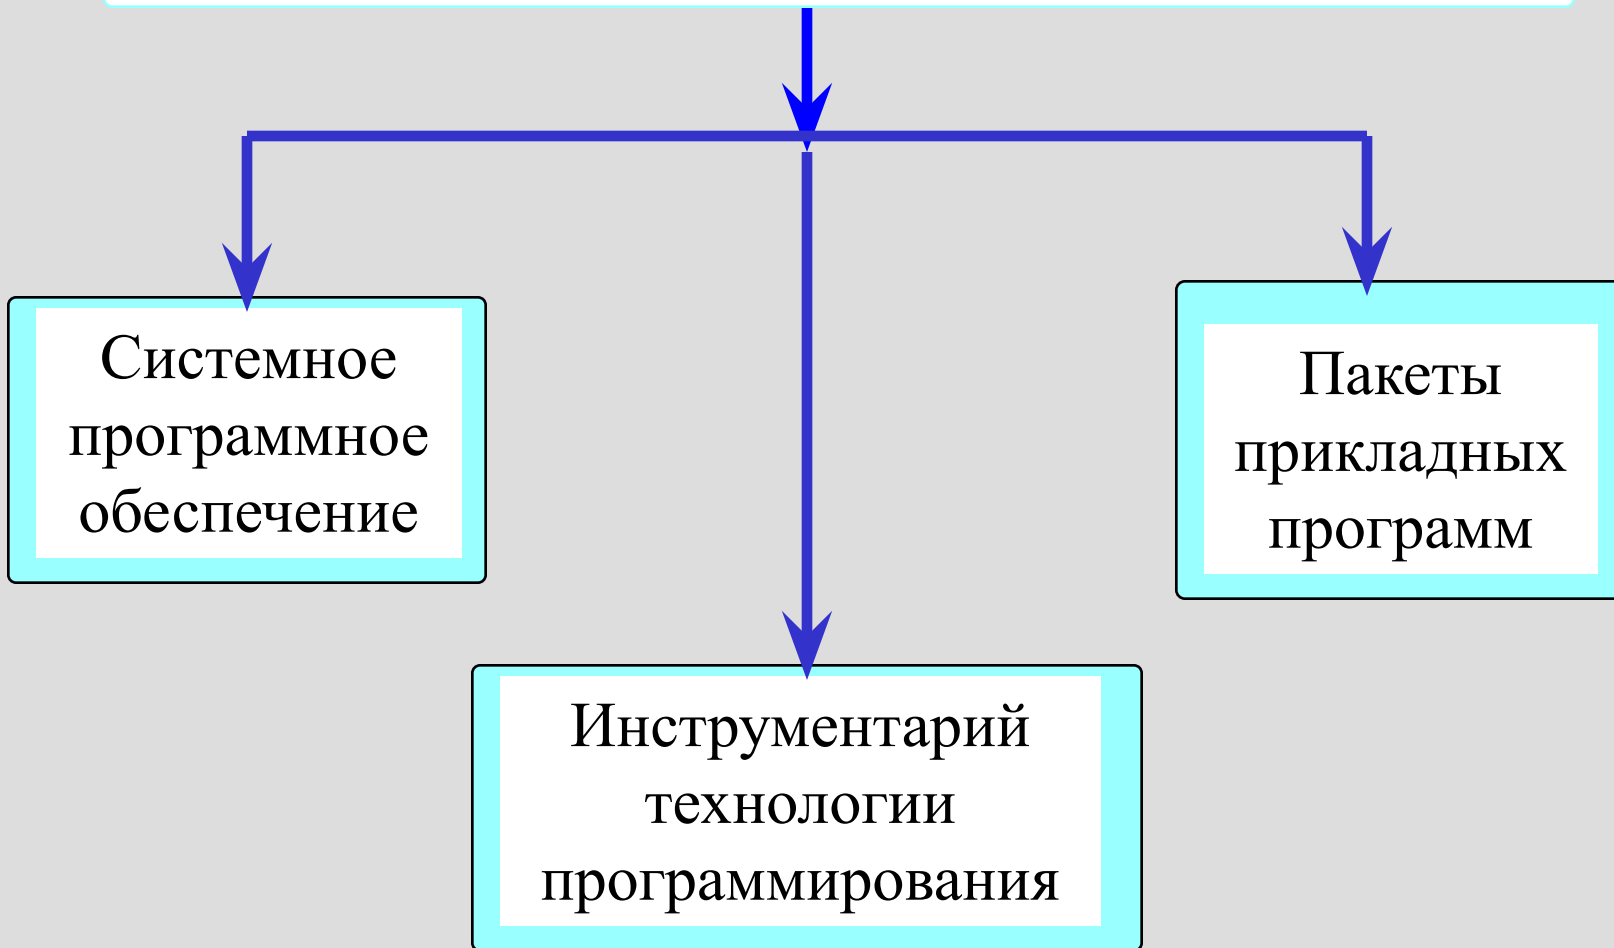 Системное
программное
обеспечение
Пакеты
прикладных
программ
Инструментарий
технологии
программирования